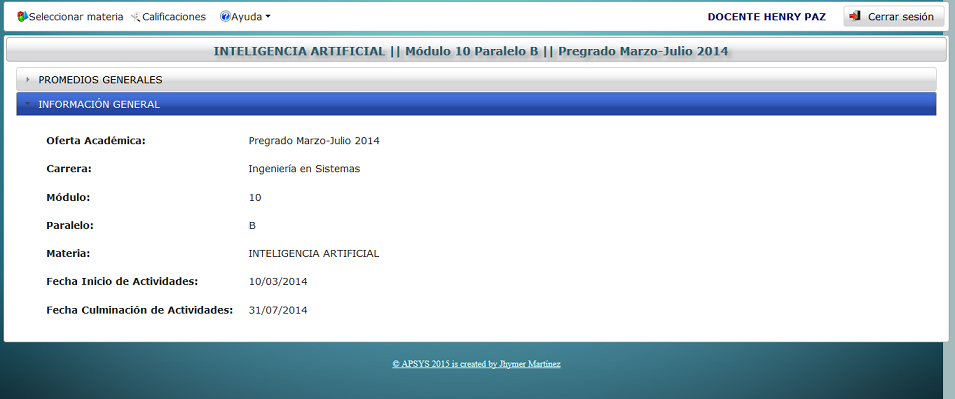 Seleccionar materia Calificaciones Ayuda DOCENTE HENRY PAZ Cerrar sesión
INTELIGENCIA ARTIFICIAL || Módulo 10 Paralelo B || Pregrado Marzo-Julio 2014
PROMEDIOS GENERALES
INFORMACIÓN GENERAL
Oferta Académica: Pregrado Marzo-Julio 2014
Carrera: Ingeniería en Sistemas
Módulo: 10
Paralelo: B
Materia: INTELIGENCIA ARTIFICIAL
Fecha Inicio de Actividades: 10/03/2014
Fecha Culminación de Actividades: 31/07/2014
© APSYS 2015 is created by Jhymer Martínez